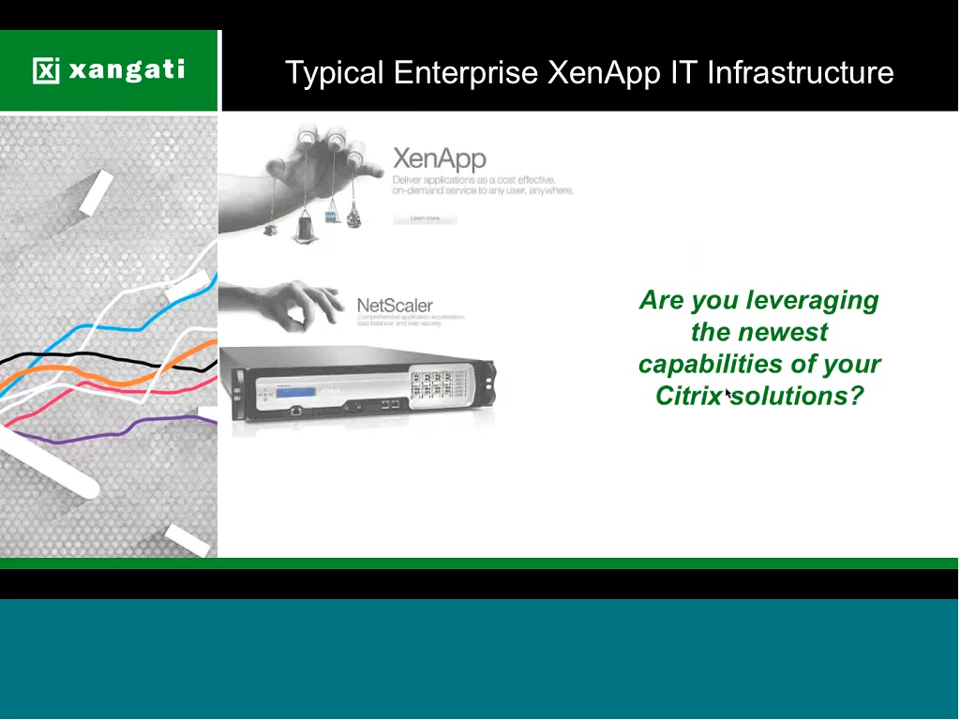 xangati
Typical Enterprise XenApp IT Infrastructure
XenApp
Deliver applications as a cost effective,
on-demand service to any user, anywhere.
Learn more
NetScaler
Comprehensive application acceleration,
load balancer, and web security.
Are you leveraging
the newest
capabilities of your
Citrix solutions?